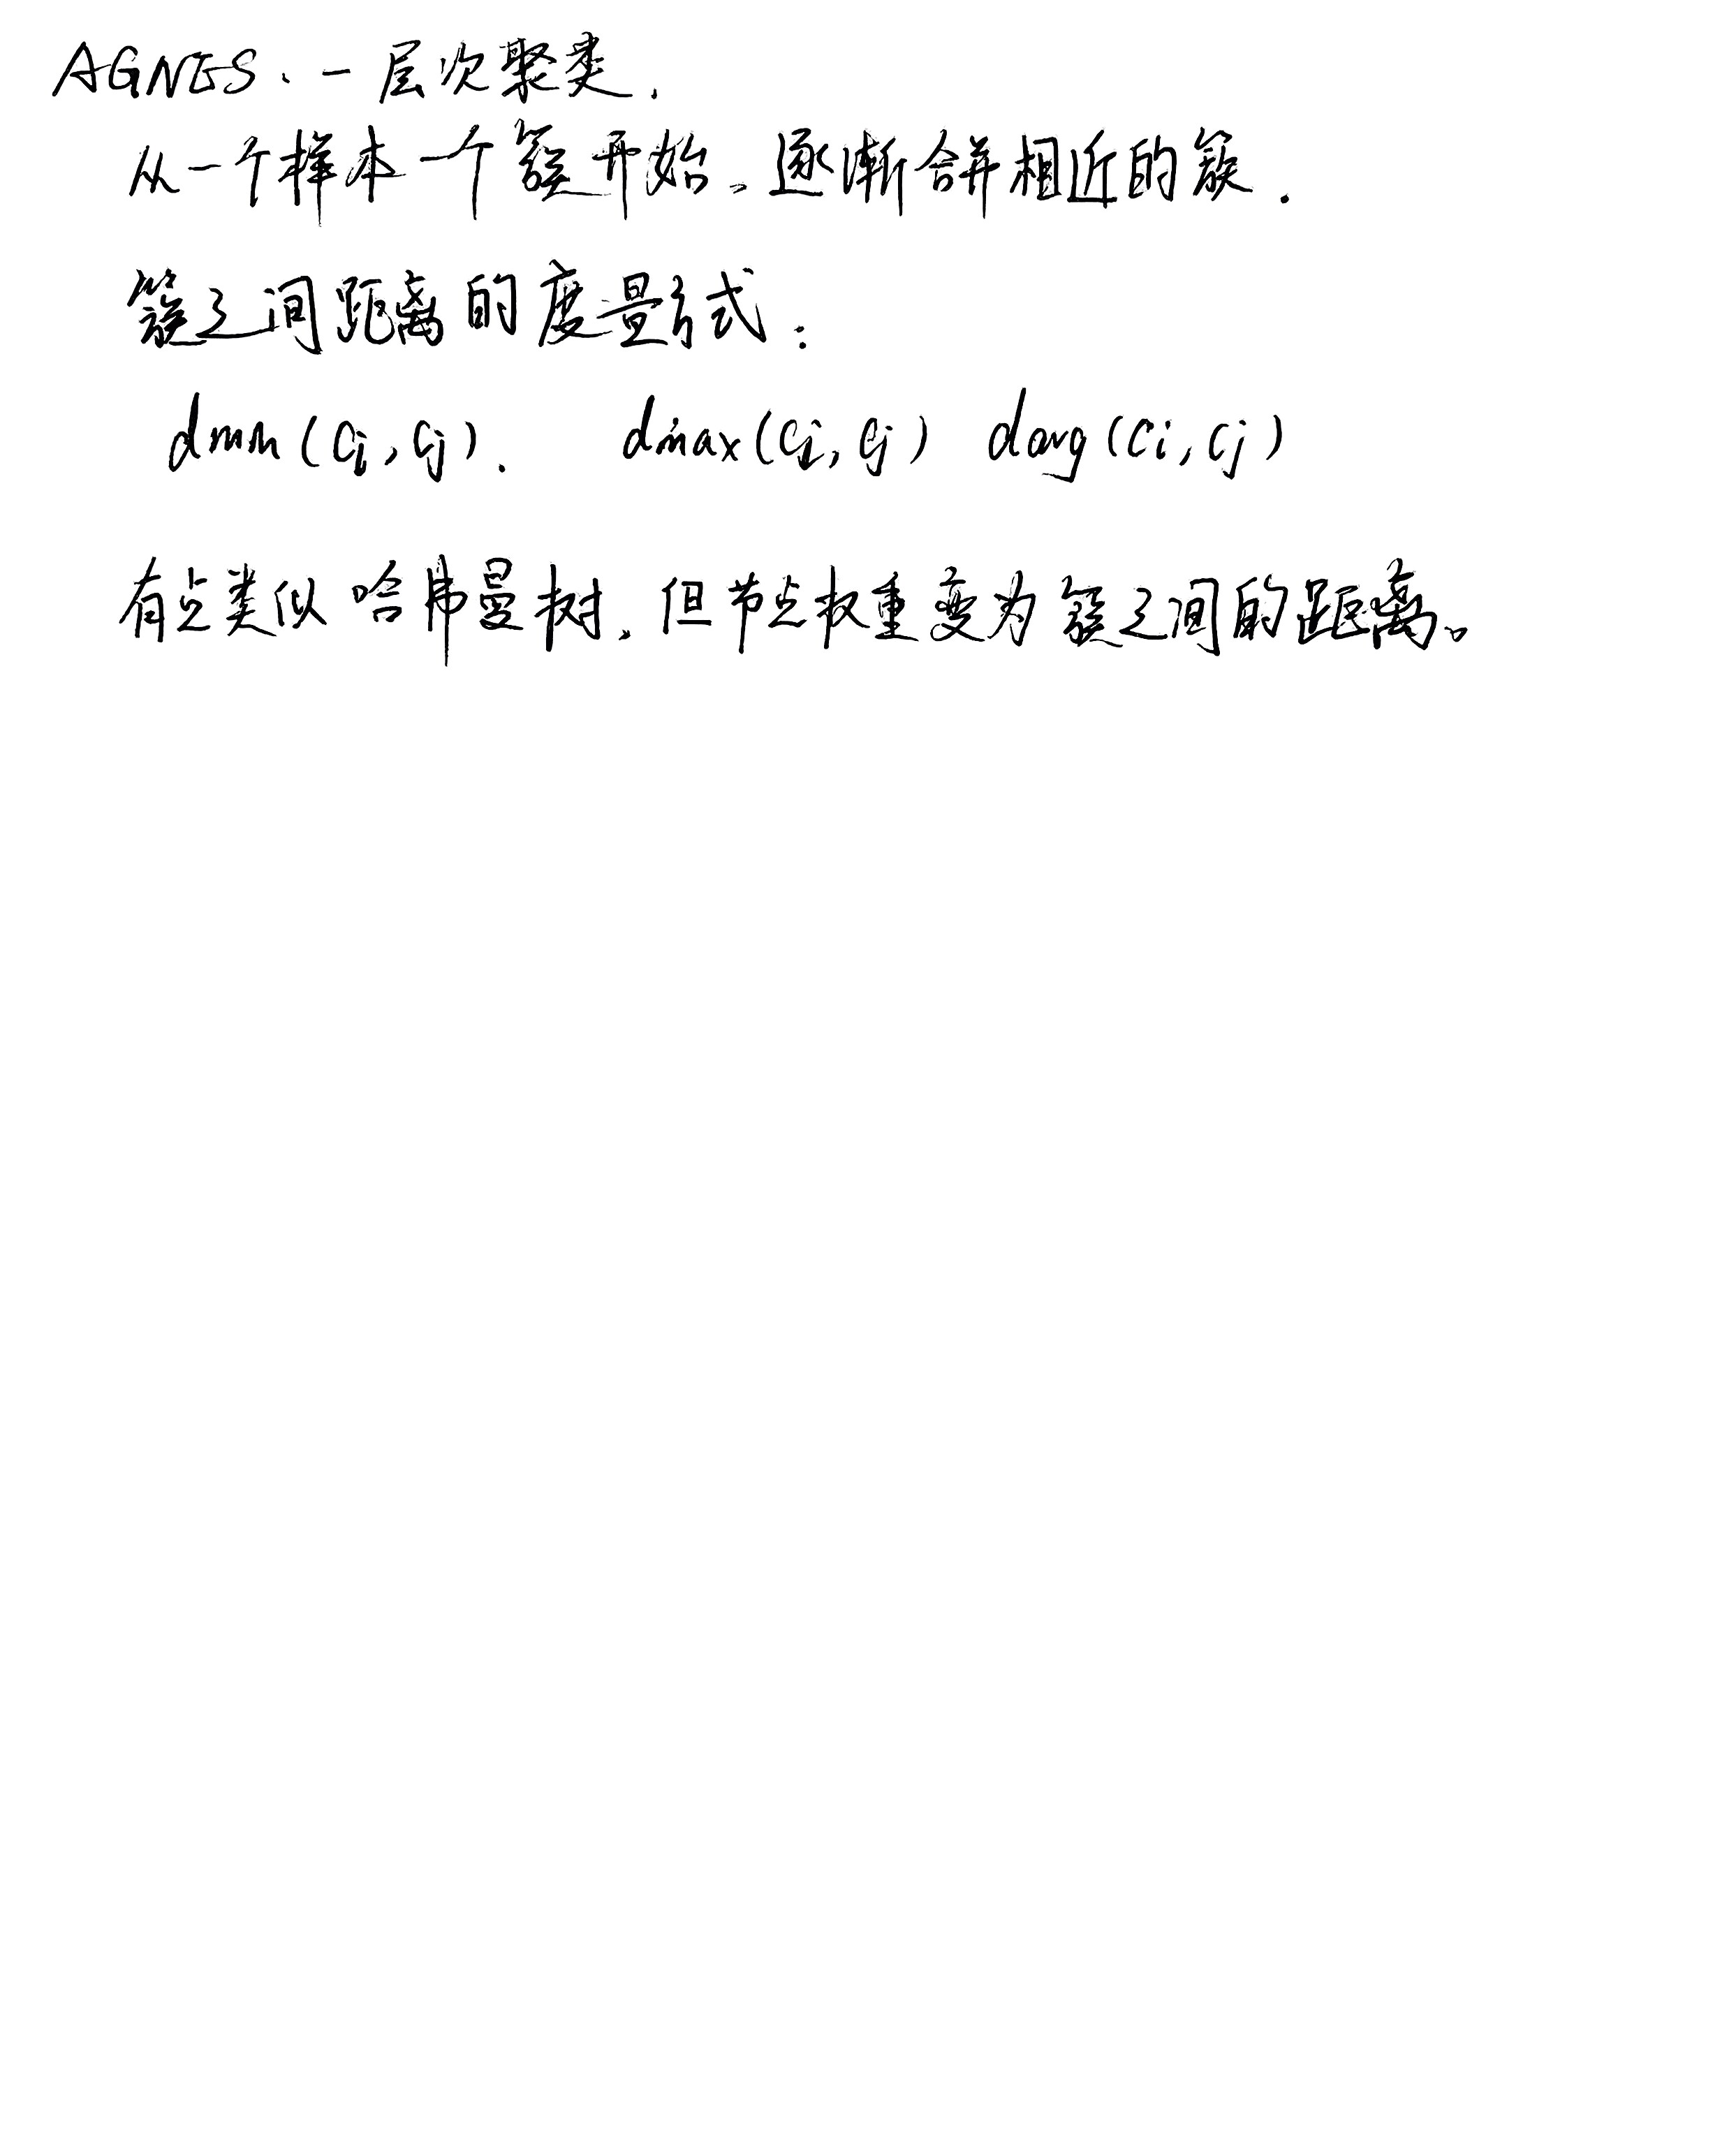 AGNES. - 层次聚类.
从一个样本一个簇开始, 逐渐合并相近的簇.
簇之间距离的度量方式:
dmin(Ci, Cj). dmax(Ci, Cj) davg(Ci, Cj)
有点类似哈弗曼树, 但节点权重变为簇之间的距离。